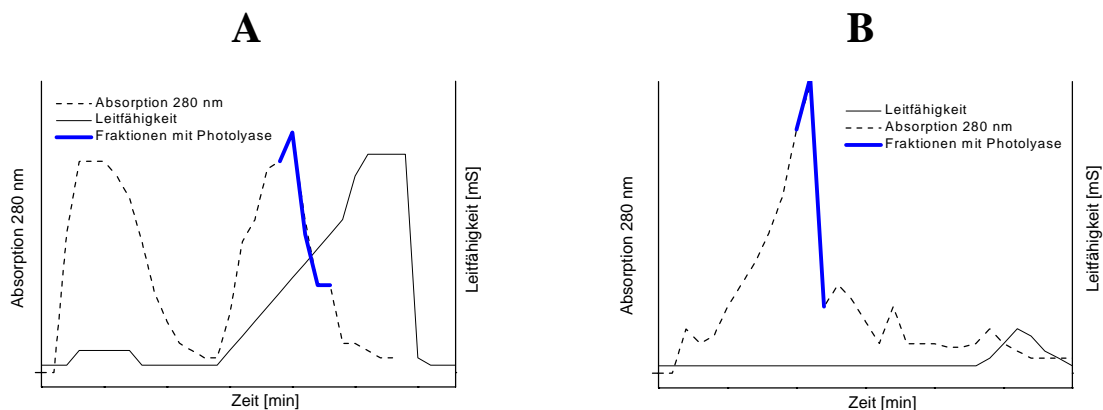 A
Absorption 280 nm
Leitfähigkeit
Fraktionen mit Photolyase
Absorption 280 nm
Leitfähigkeit [mS]
Zeit [min]
B
Leitfähigkeit
Absorption 280 nm
Fraktionen mit Photolyase
Absorption 280 nm
Leitfähigkeit [mS]
Zeit [min]